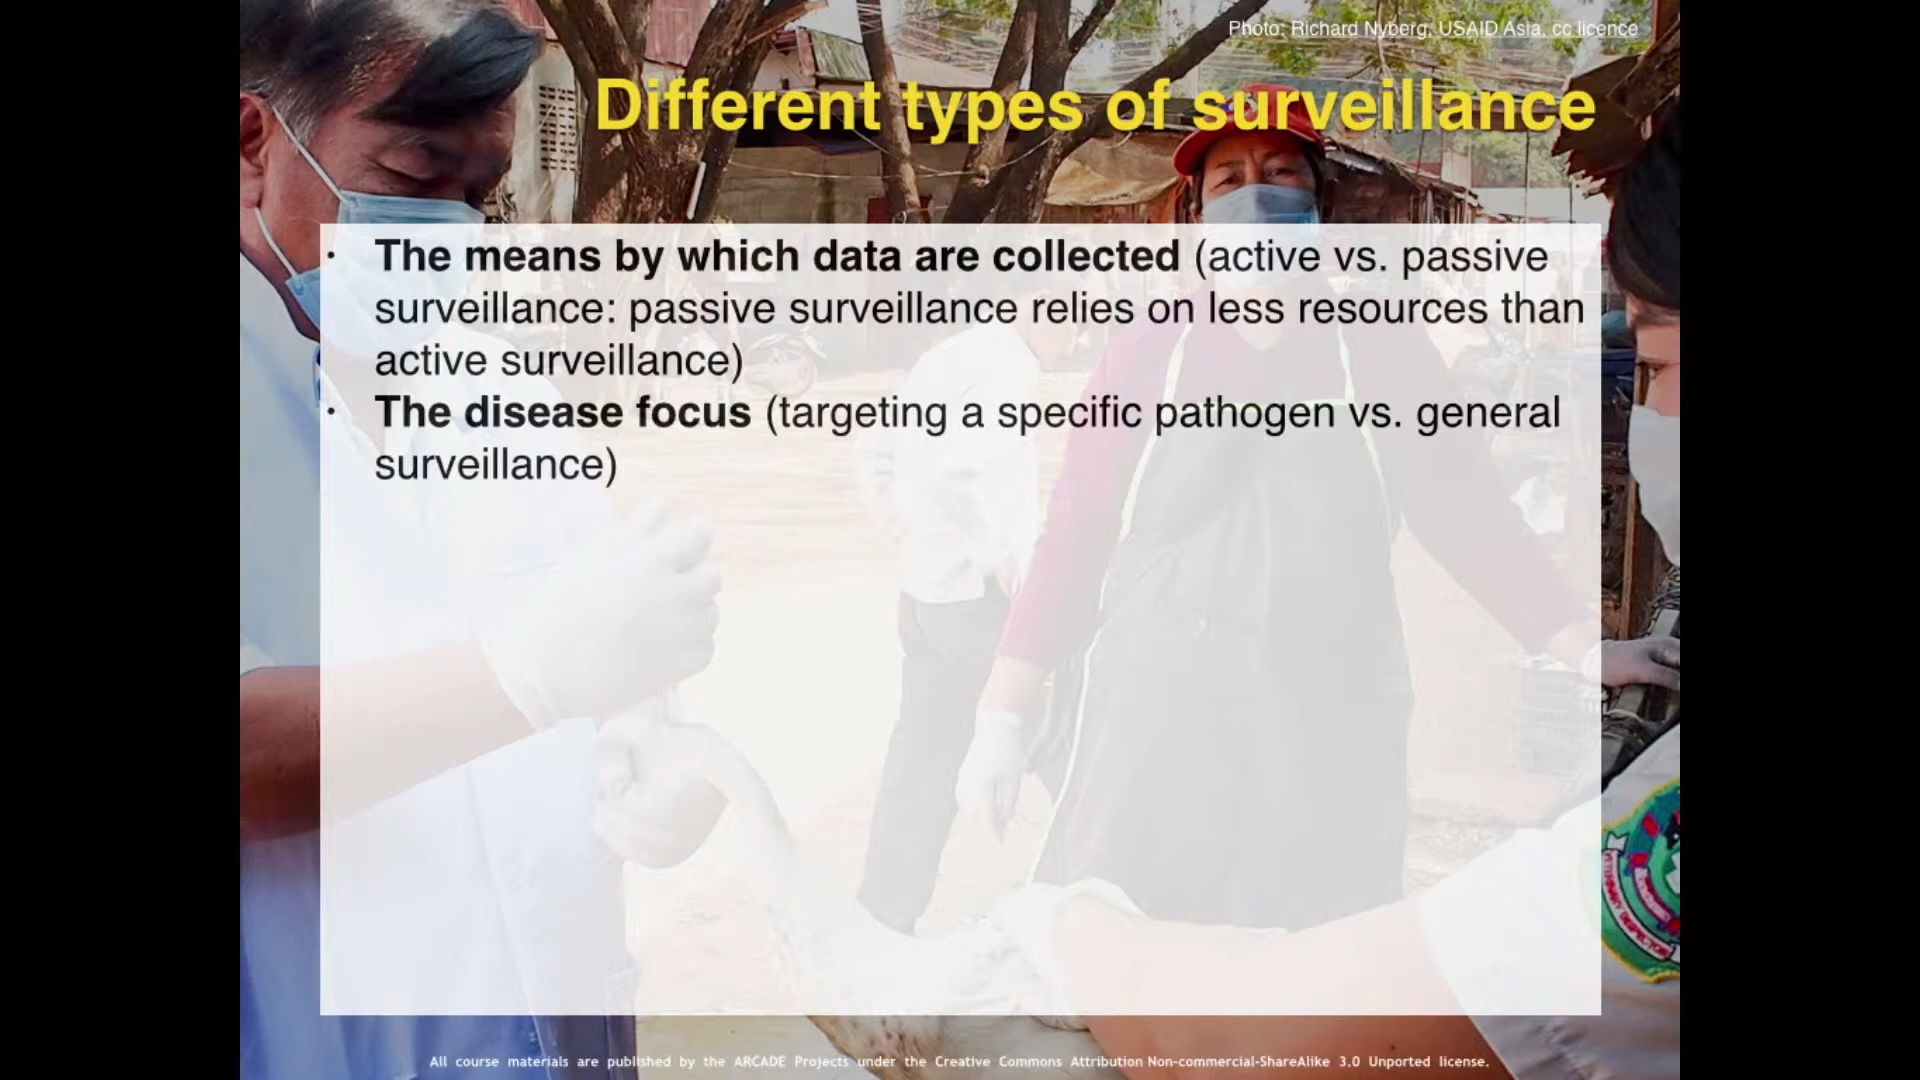 Photo: Richard Nyberg, USAID Asia, cc licence
Different types of surveillance
· The means by which data are collected (active vs. passive
surveillance: passive surveillance relies on less resources than
active surveillance)
· The disease focus (targeting a specific pathogen vs. general
surveillance)
All course materials are published by the ARCADE Projects under the Creative Commons Attribution Non-commercial-ShareAlike 3.0 Unported license.